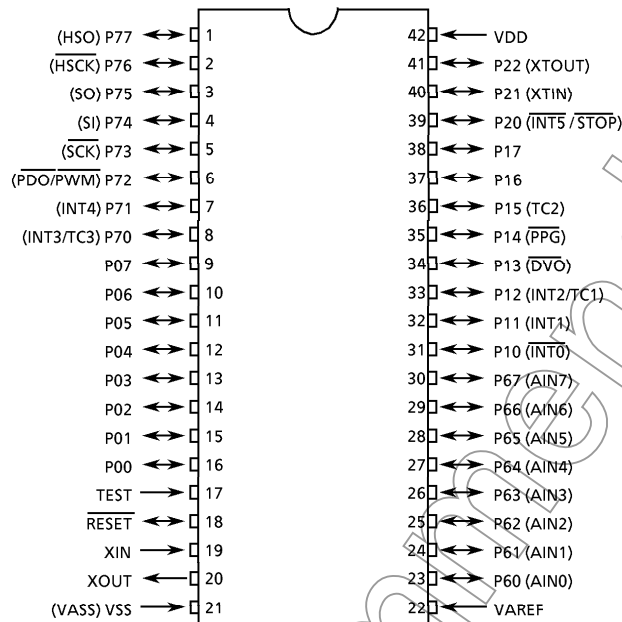 (HSO) P77 1 42 VDD
(HSCK) P76 2 41 P22 (XTOUT)
(SO) P75 3 40 P21 (XTIN)
(SI) P74 4 39 P20 (INT5 / STOP)
(SCK) P73 5 38 P17
(PDO/PWM) P72 6 37 P16
(INT4) P71 7 36 P15 (TC2)
(INT3/TC3) P70 8 35 P14 (PPG)
P07 9 34 P13 (DVO)
P06 10 33 P12 (INT2/TC1)
P05 11 32 P11 (INT1)
P04 12 31 P10 (INT0)
P03 13 30 P67 (AIN7)
P02 14 29 P66 (AIN6)
P01 15 28 P65 (AIN5)
P00 16 27 P64 (AIN4)
TEST 17 26 P63 (AIN3)
RESET 18 25 P62 (AIN2)
XIN 19 24 P61 (AIN1)
XOUT 20 23 P60 (AIN0)
(VASS) VSS 21 22 VAREF